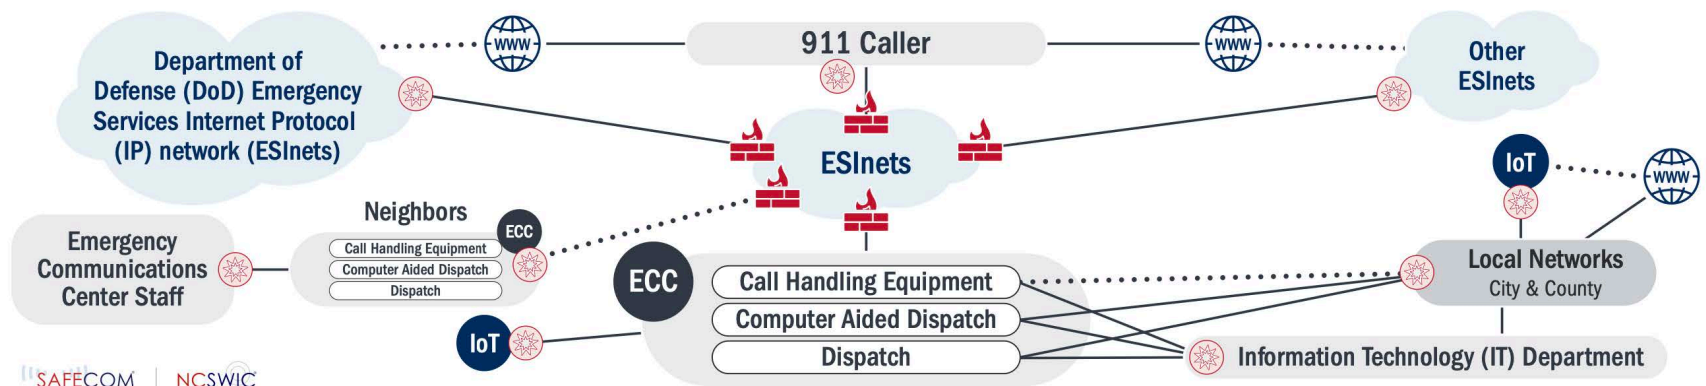 Department of
Defense (DoD) Emergency
Services Internet Protocol
(IP) network (ESInets)
WWW
911 Caller
WWW
Other
ESInets
ESInets
IoT
WWW
Neighbors
ECC
Call Handling Equipment
Computer Aided Dispatch
Dispatch
Emergency
Communications
Center Staff
ECC
Call Handling Equipment
Computer Aided Dispatch
Dispatch
Local Networks
City & County
IoT
Information Technology (IT) Department
SAFECOM | NCSWIC